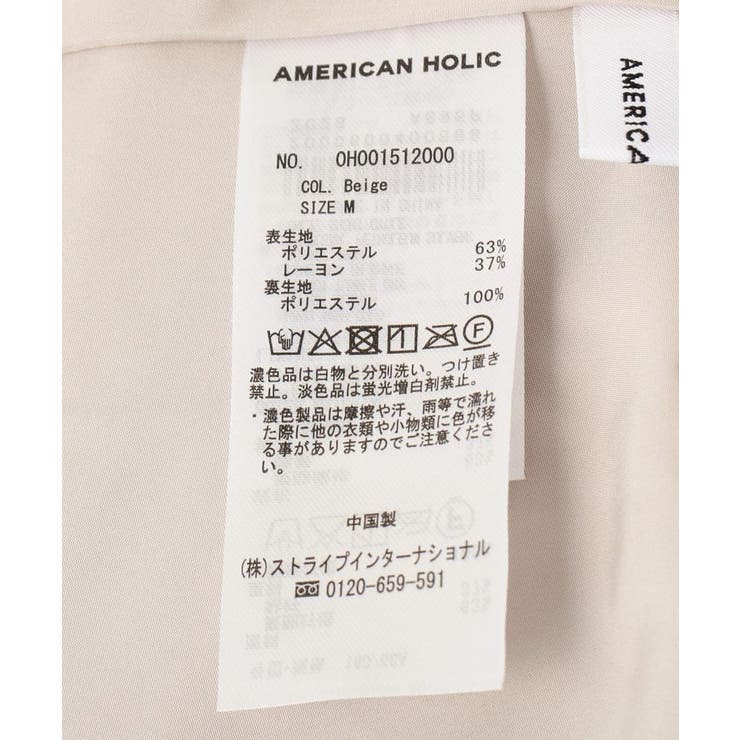 AMERICAN HOLIC
AMERICA
NO. 0H001512000
COL. Beige
SIZE M
表生地
ポリエステル 63%
レーヨン 37%
裏生地
ポリエステル 100%
F
濃色品は白物と分別洗い。つけ置き
禁止。淡色品は蛍光増白剤禁止。
・濃色製品は摩擦や汗、雨等で濡れ
た際に他の衣類や小物類に色が移
る事がありますのでご注意くださ
い。
中国製
(株)ストライプインターナショナル
0120-659-591